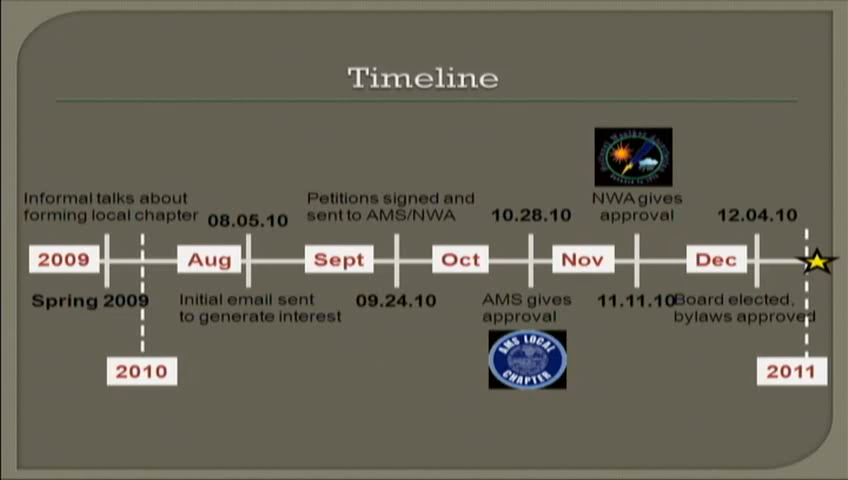 Timeline
Informal talks about
forming local chapter
08.05.10
Petitions signed and
sent to AMS/NWA
10.28.10
NWA gives
approval
12.04.10
2009
Aug
Sept
Oct
Nov
Dec
Spring 2009
Initial email sent
to generate interest
09.24.10
AMS gives
approval
11.11.10
Board elected,
bylaws approved
AMS LOCAL
CHAPTER
2010
2011